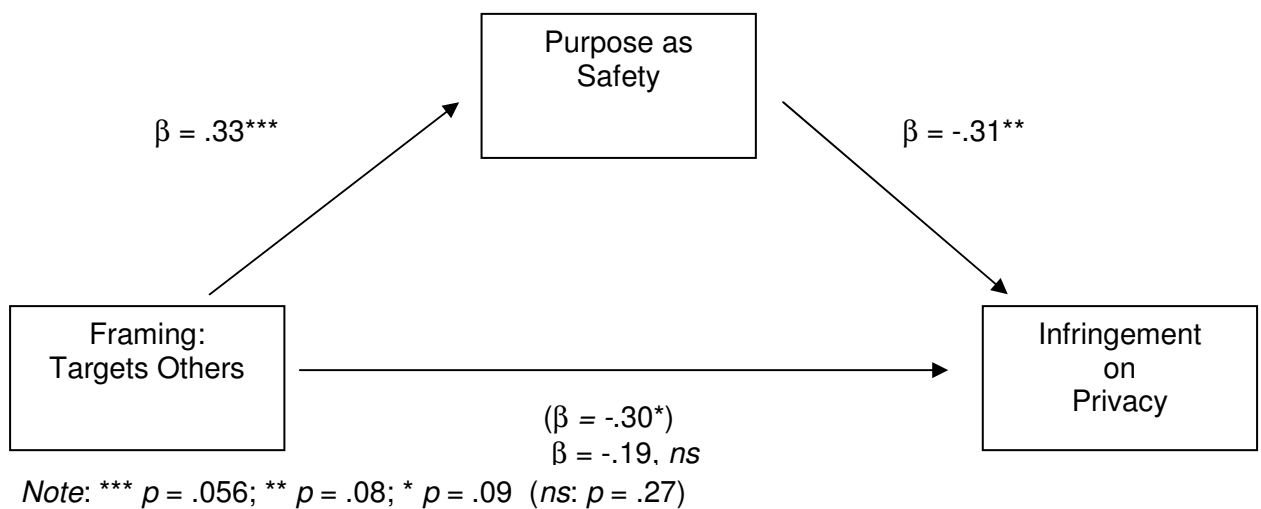 Purpose as
Safety
β = .33***
β = -.31**
Framing:
Targets Others
Infringement
on
Privacy
(β = -.30*)
β = -.19, ns
Note: *** p = .056; ** p = .08; * p = .09  (ns: p = .27)